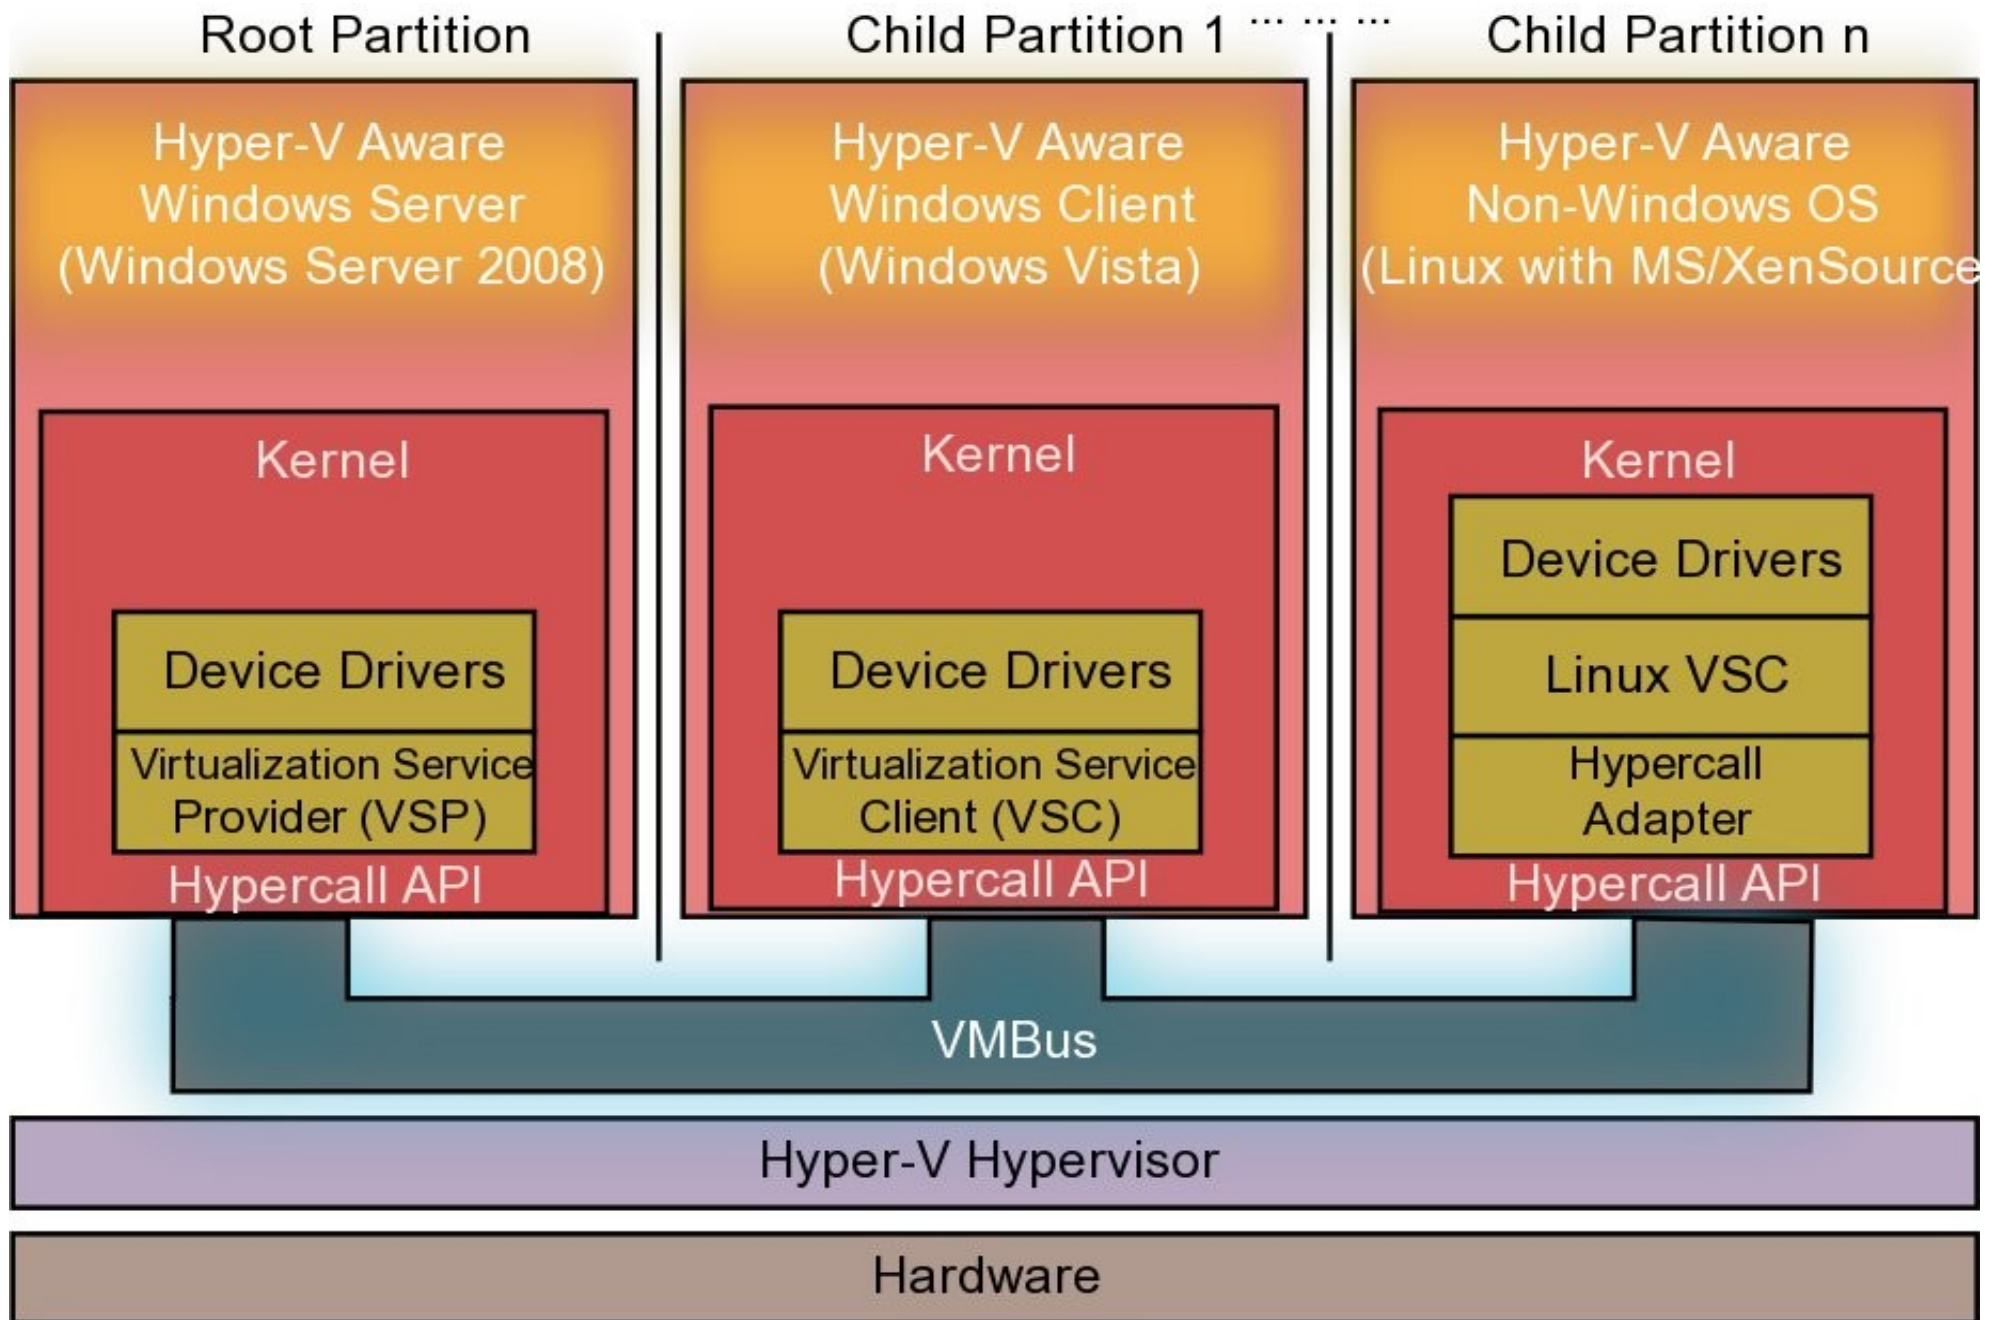 Root Partition
Child Partition 1 ... ... ...
Child Partition n
Hyper-V Aware
Windows Server
(Windows Server 2008)
Kernel
Device Drivers
Virtualization Service
Provider (VSP)
Hypercall API
Hyper-V Aware
Windows Client
(Windows Vista)
Kernel
Device Drivers
Virtualization Service
Client (VSC)
Hypercall API
Hyper-V Aware
Non-Windows OS
(Linux with MS/XenSource
Kernel
Device Drivers
Linux VSC
Hypercall
Adapter
Hypercall API
VMBus
Hyper-V Hypervisor
Hardware